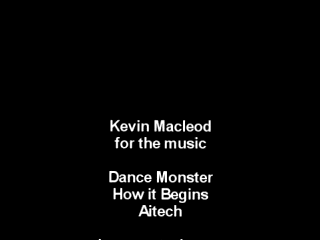 Kevin Macleod
for the music
Dance Monster
How it Begins
Aitech